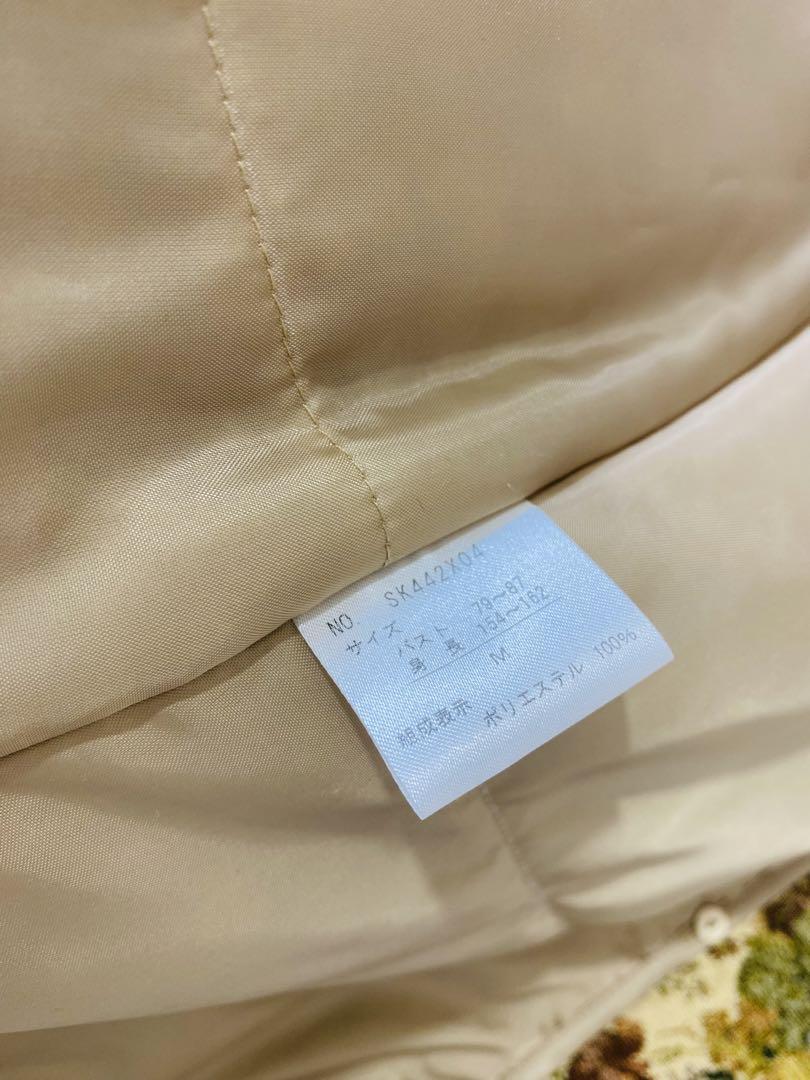 NO. SK442X04
サイズ
バスト 79～87
身長 154～162
M
組成表示 ポリエステル 100%